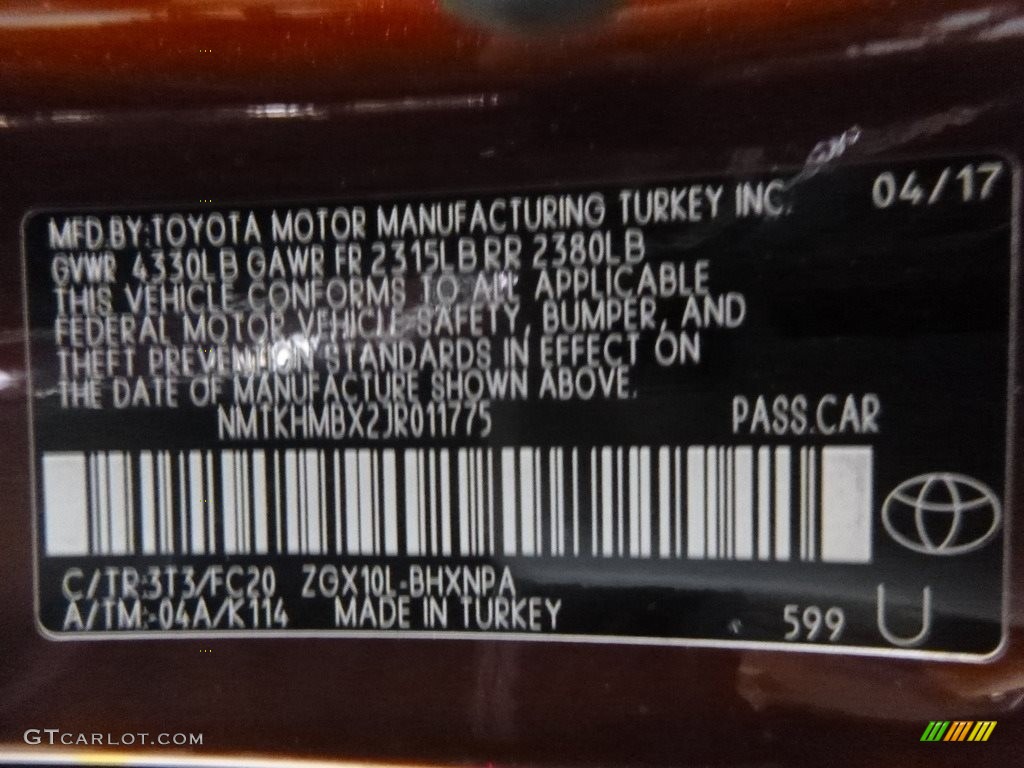 04/17
MFD.BY:TOYOTA MOTOR MANUFACTURING TURKEY INC.
GVWR 4330LB GAWR FR 2315LB RR 2380LB
THIS VEHICLE CONFORMS TO ALL APPLICABLE
FEDERAL MOTOR VEHICLE SAFETY, BUMPER, AND
THEFT PREVENTION STANDARDS IN EFFECT ON
THE DATE OF MANUFACTURE SHOWN ABOVE.
NMTKHMBX2JR011775 PASS.CAR
C/TR:3T3/FC20 ZGX10L-BHXNPA
A/TM:-04A/K114 MADE IN TURKEY 599 U
GTCARLOT.COM